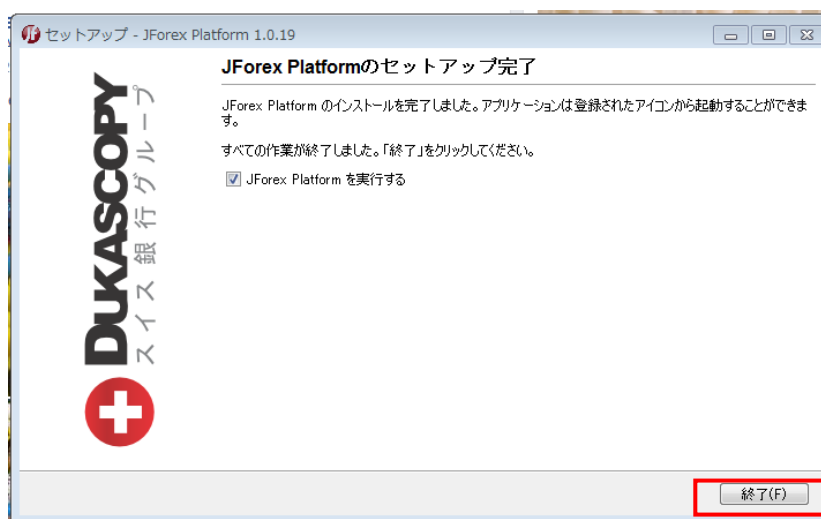 セットアップ - JForex Platform 1.0.19
JForex Platformのセットアップ完了
JForex Platform のインストールを完了しました。アプリケーションは登録されたアイコンから起動することができま
す。
すべての作業が終了しました。「終了」をクリックしてください。
JForex Platform を実行する
DUKASCOPY
スイス銀行グループ
終了(F)